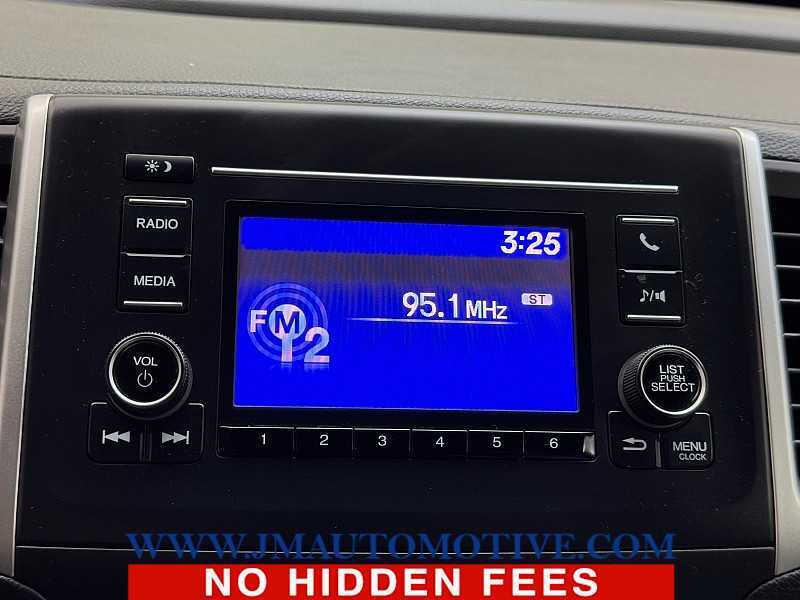 RADIO
MEDIA
VOL
3:25
95.1 MHz
ST
FM
2
LIST
PUSH
SELECT
1 2 3 4 5 6
MENU
CLOCK
WWW.JMAUTOMOTIVE.COM
NO HIDDEN FEES